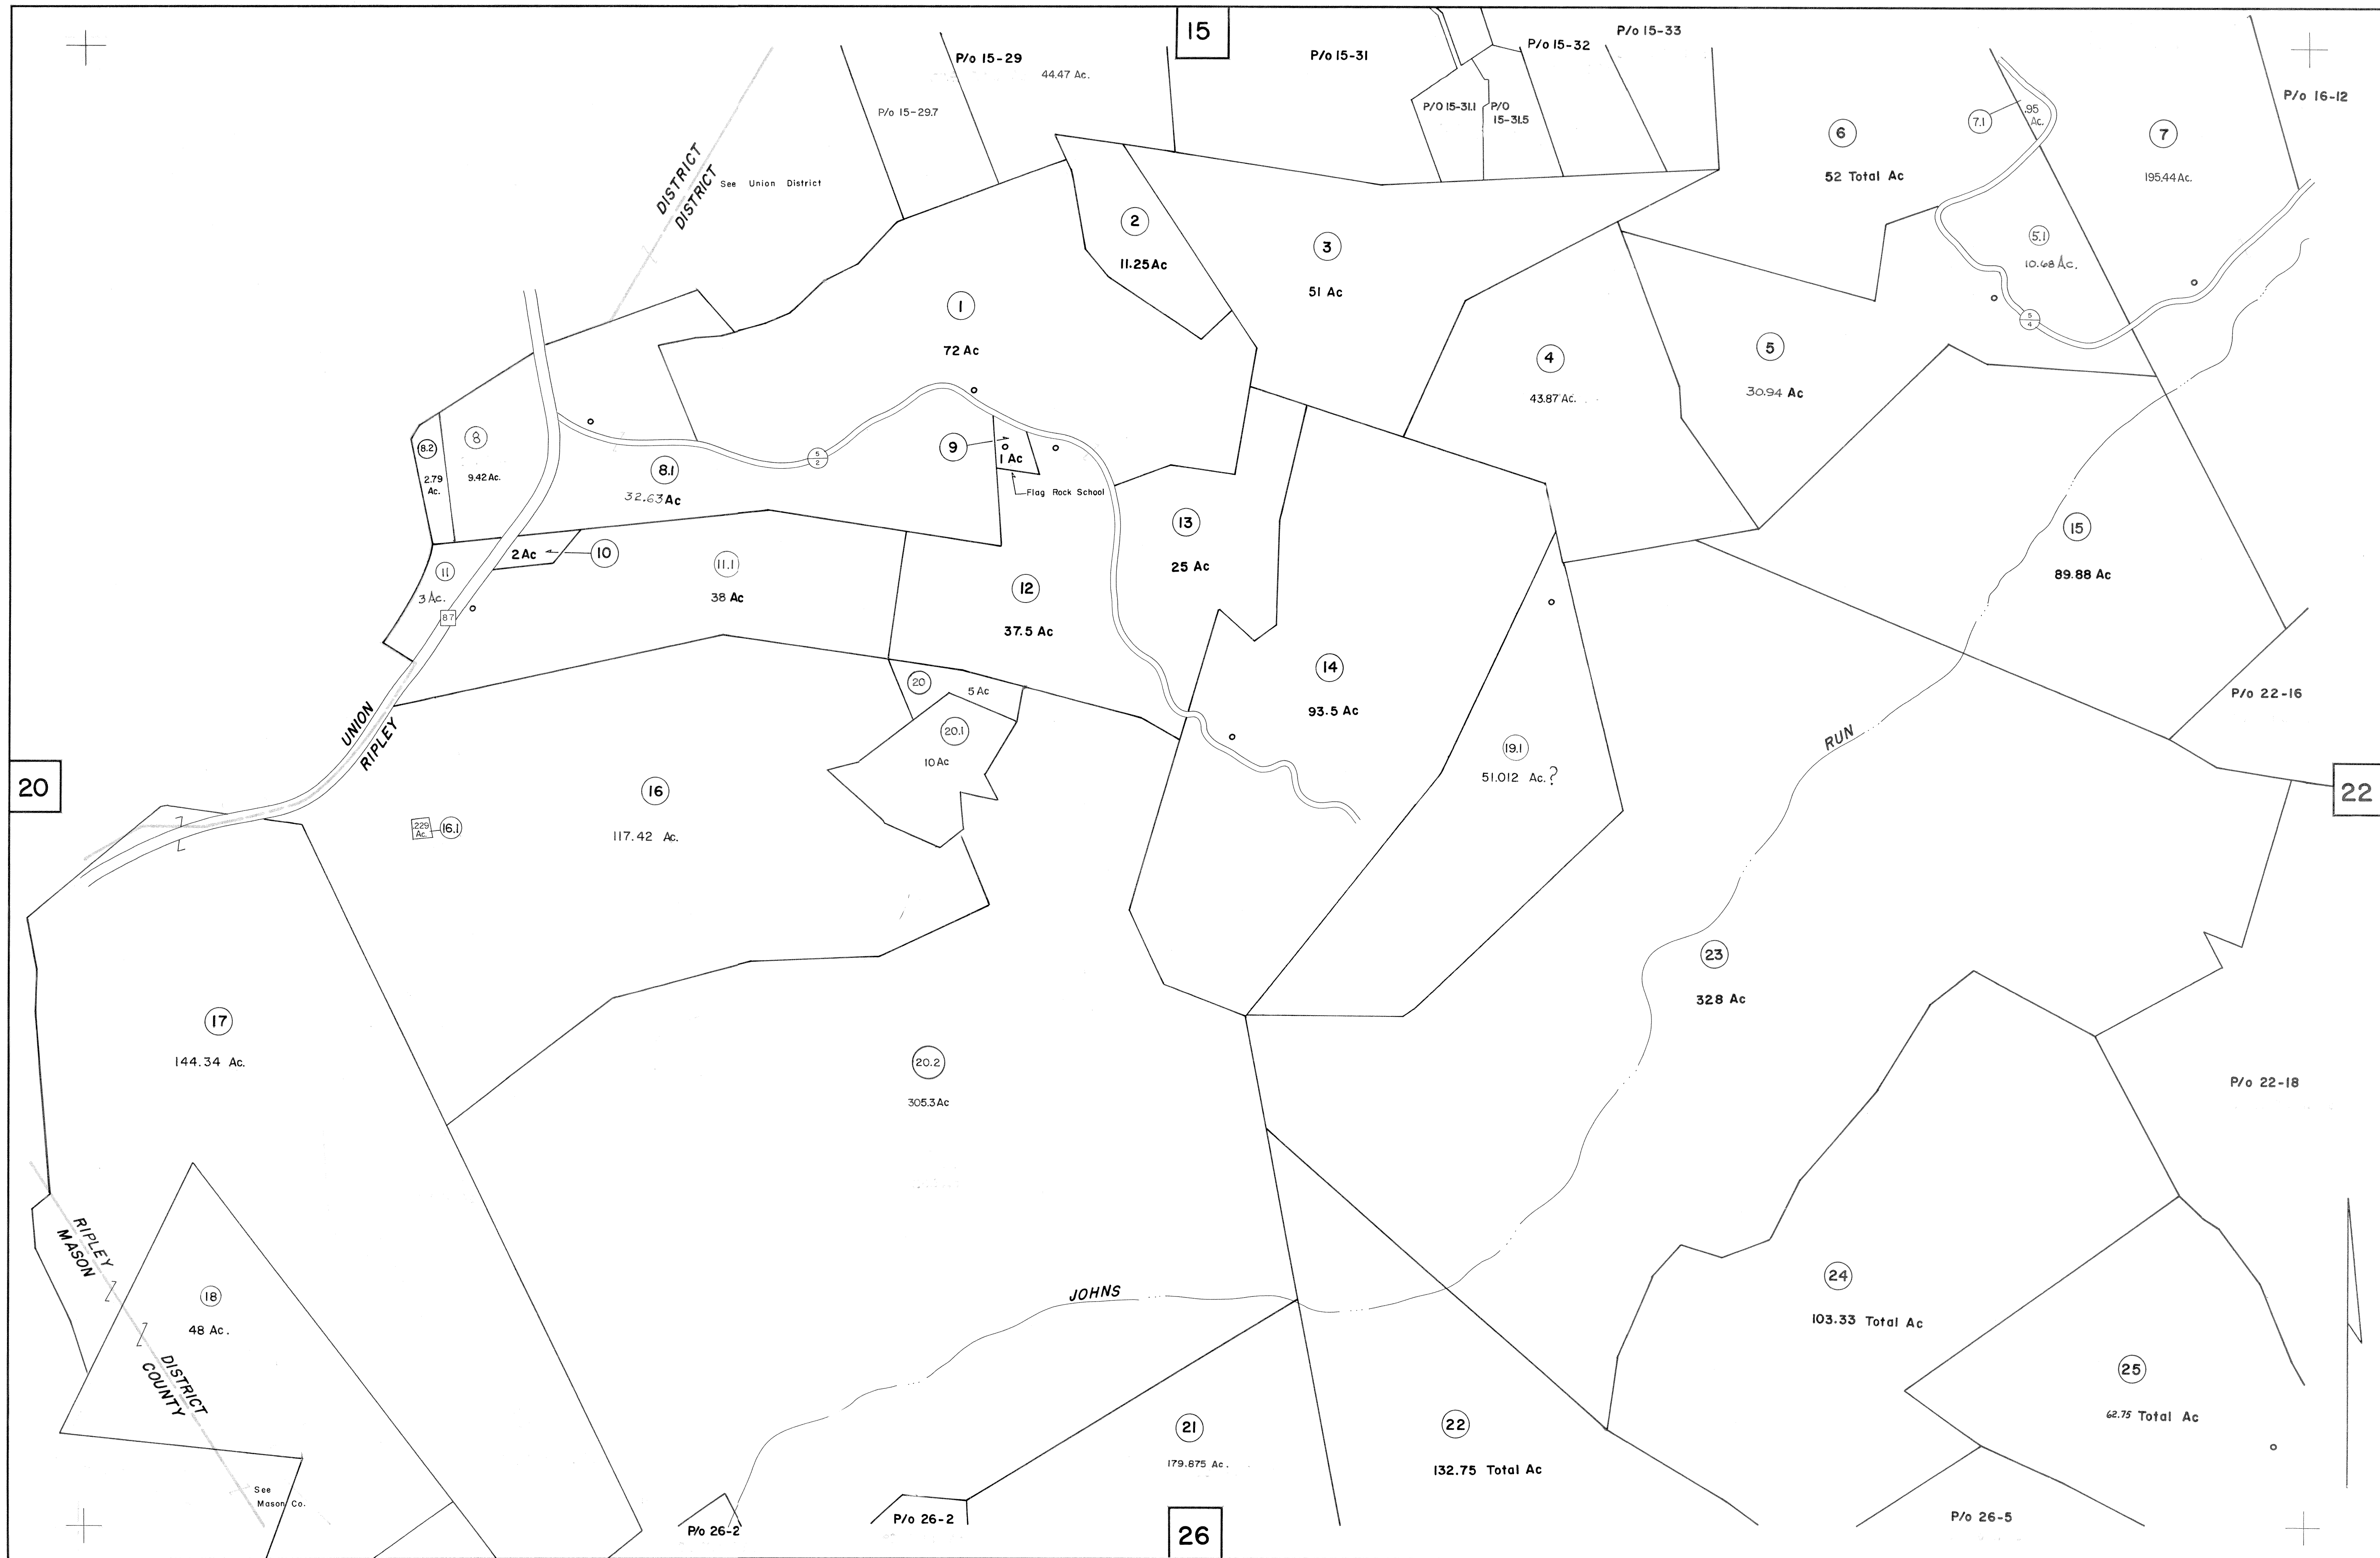 15
P/o 15-29
44.47 Ac.
P/o 15-29.7
P/o 15-31
P/O 15-31.1
P/O
15-31.5
P/o 15-32
P/o 15-33
P/o 16-12
DISTRICT
DISTRICT
See Union District
6
52 Total Ac
7.1
.95
Ac.
7
195.44 Ac.
2
11.25 Ac
3
51 Ac
5.1
10.68 Ac.
5
4
1
72 Ac
4
43.87 Ac.
5
30.94 Ac
8.2
2.79
Ac.
8
9.42 Ac.
8.1
32.63 Ac
5
2
9
1 Ac
Flag Rock School
13
25 Ac
15
89.88 Ac
2 Ac
10
11
3 Ac.
87
11.1
38 Ac
12
37.5 Ac
14
93.5 Ac
20
5 Ac
20.1
10 Ac
19.1
51.012 Ac.?
P/o 22-16
UNION
RIPLEY
RUN
20
22
16
117.42 Ac.
.229
Ac.
16.1
23
328 Ac
17
144.34 Ac.
20.2
305.3 Ac
P/o 22-18
RIPLEY
MASON
DISTRICT
COUNTY
18
48 Ac.
JOHNS
24
103.33 Total Ac
25
62.75 Total Ac
21
179.875 Ac.
22
132.75 Total Ac
See
Mason Co.
P/o 26-2
P/o 26-2
26
P/o 26-5